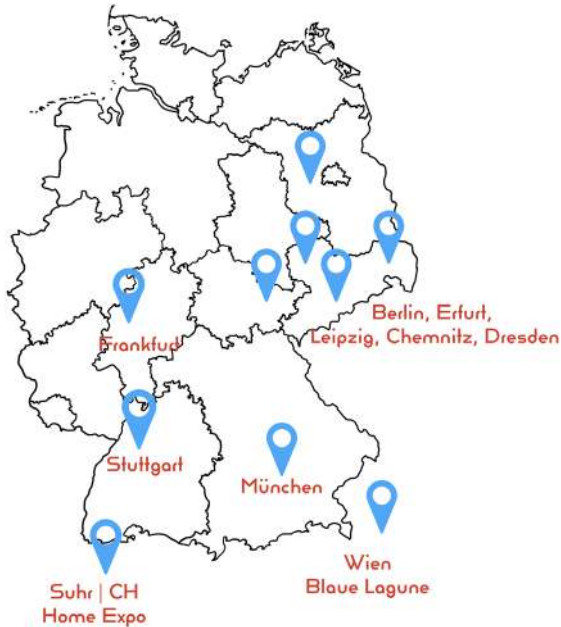 Berlin, Erfurt,
Leipzig, Chemnitz, Dresden
Frankfurt
Stuttgart
München
Wien
Blaue Lagune
Suhr | CH
Home Expo